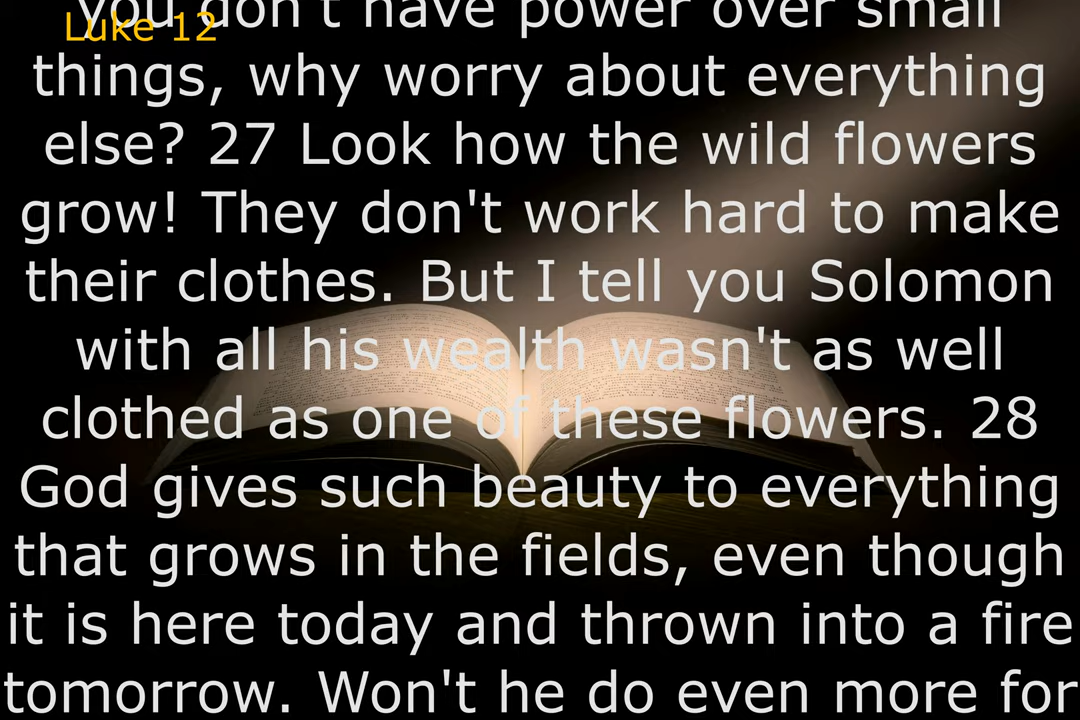 Luke 12
you don't have power over small
things, why worry about everything
else? 27 Look how the wild flowers
grow! They don't work hard to make
their clothes. But I tell you Solomon
with all his wealth wasn't as well
clothed as one of these flowers. 28
God gives such beauty to everything
that grows in the fields, even though
it is here today and thrown into a fire
tomorrow. Won't he do even more for